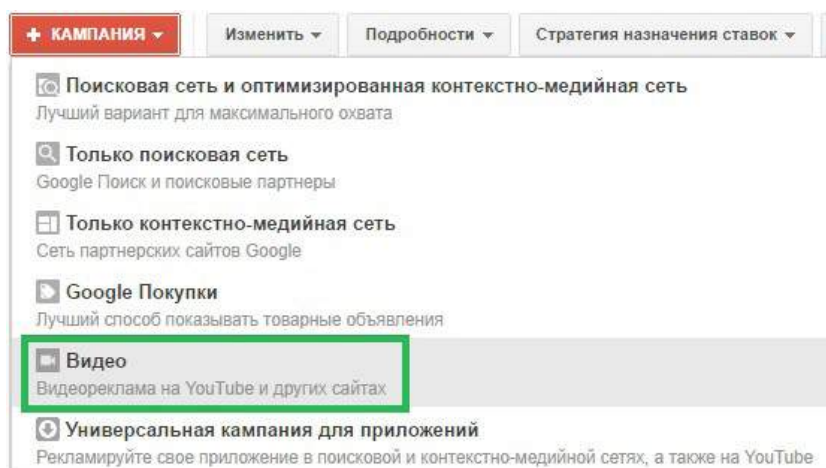 + КАМПАНИЯ Изменить Подробности Стратегия назначения ставок
Поисковая сеть и оптимизированная контекстно-медийная сеть
Лучший вариант для максимального охвата
Только поисковая сеть
Google Поиск и поисковые партнеры
Только контекстно-медийная сеть
Сеть партнерских сайтов Google
Google Покупки
Лучший способ показывать товарные объявления
Видео
Видеореклама на YouTube и других сайтах
Универсальная кампания для приложений
Рекламируйте свое приложение в поисковой и контекстно-медийной сетях, а также на YouTube